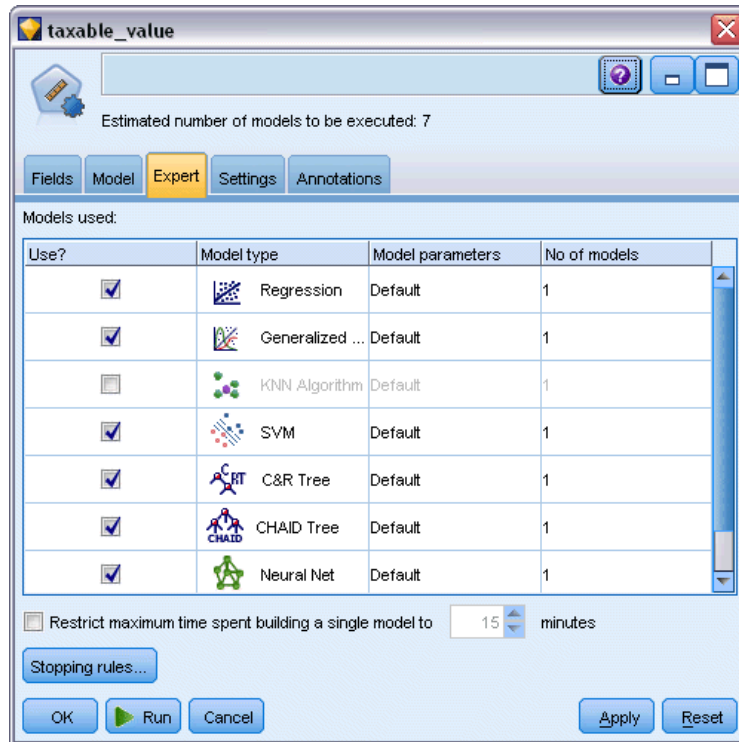 taxable_value
Estimated number of models to be executed: 7
Fields Model Expert Settings Annotations
Models used:
Use? Model type Model parameters No of models
Regression Default 1
Generalized ... Default 1
KNN Algorithm Default 1
SVM Default 1
C&R Tree Default 1
CHAID CHAID Tree Default 1
Neural Net Default 1
Restrict maximum time spent building a single model to 15 minutes
Stopping rules...
OK Run Cancel Apply Reset